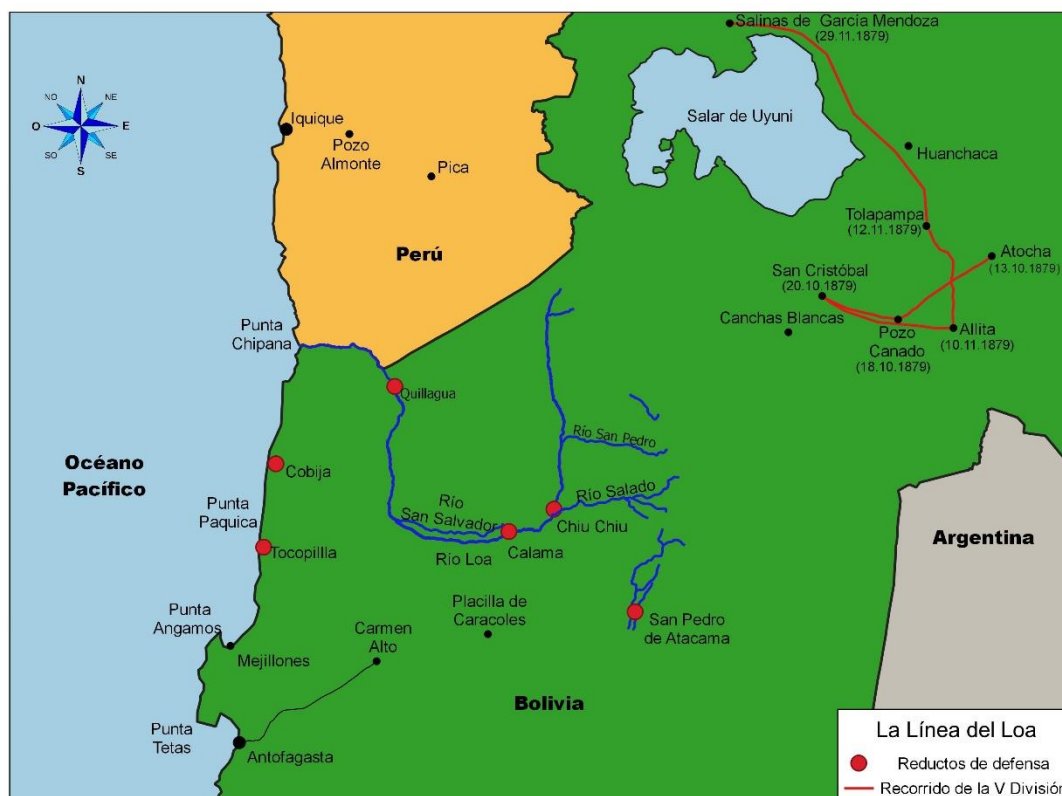 Salinas de Garcia Mendoza
(29.11.1879)
N
NO
NE
O
E
SO
SE
S
Iquique
Pozo
Almonte
Pica
Salar de Uyuni
Huanchaca
Tolapampa
(12.11.1879)
Atocha
(13.10.1879)
Perú
San Cristóbal
(20.10.1879)
Canchas Blancas
Pozo
Canado
(18.10.1879)
Allita
(10.11.1879)
Punta
Chipana
Quillagua
Río San Pedro
Océano
Pacífico
Cobija
Punta
Paquica
Río
San Salvador
Río Salado
Chiu Chiu
Tocopillla
Río Loa
Calama
Argentina
Punta
Angamos
Mejillones
Carmen
Alto
Placilla de
Caracoles
San Pedro
de Atacama
Bolivia
Punta
Tetas
Antofagasta
La Línea del Loa
Reductos de defensa
Recorrido de la V División